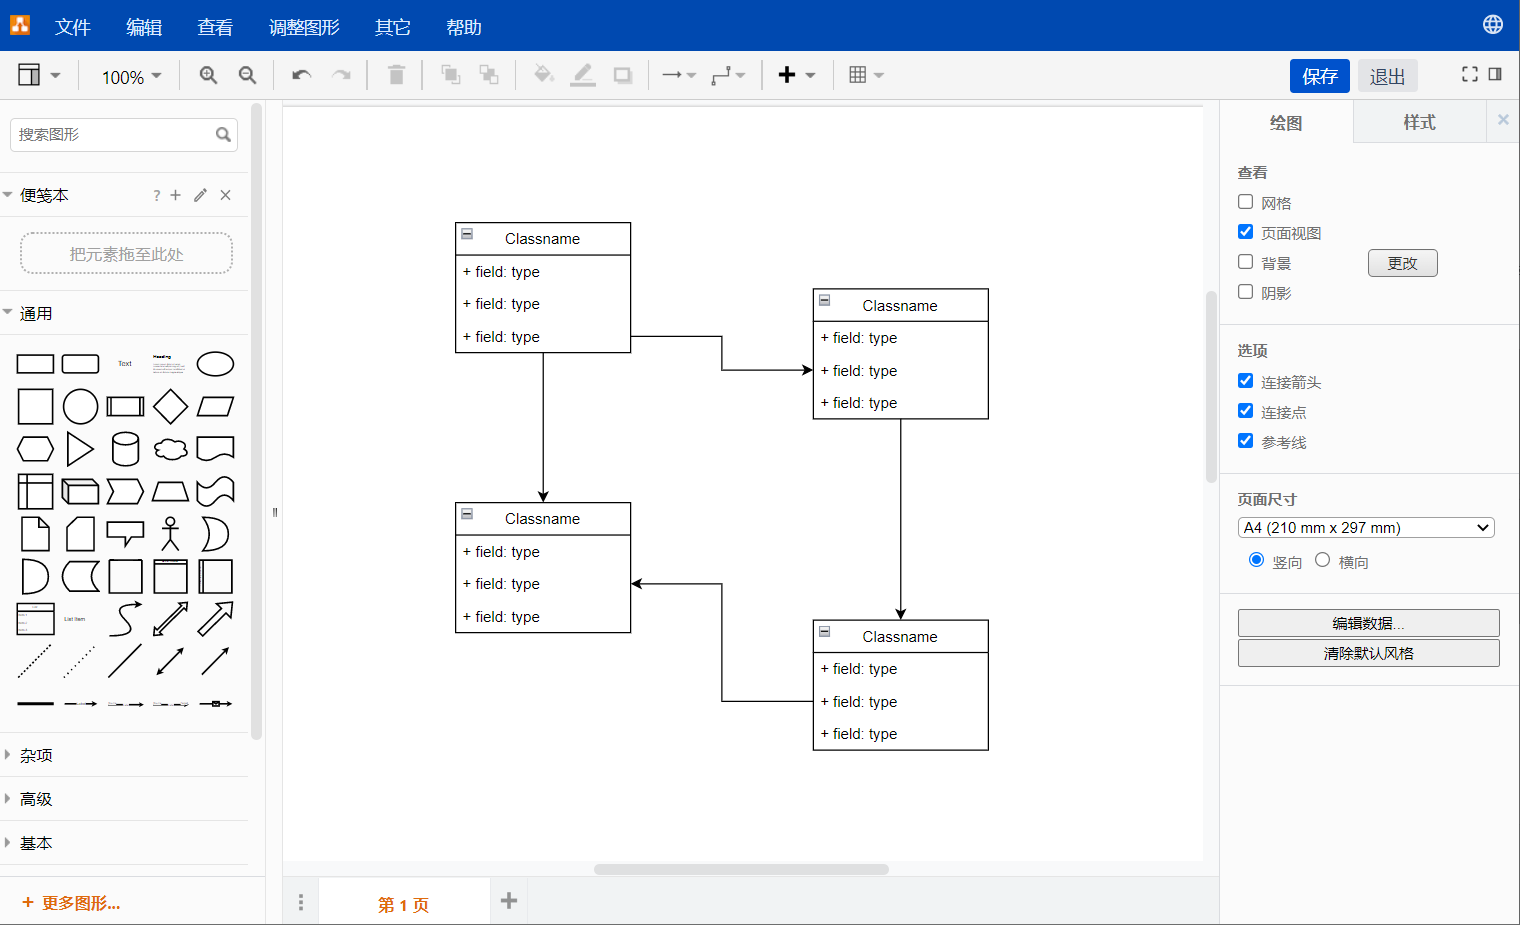 文件 编辑 查看 调整图形 其它 帮助
100% 保存 退出
搜索图形
便笺本 ?
把元素拖至此处
通用
Text Heading
List Item
杂项
高级
基本
+ 更多图形...
Classname
+ field: type
+ field: type
+ field: type
Classname
+ field: type
+ field: type
+ field: type
Classname
+ field: type
+ field: type
+ field: type
Classname
+ field: type
+ field: type
+ field: type
第 1 页
绘图 样式
查看
网格
页面视图
背景 更改
阴影
选项
连接箭头
连接点
参考线
页面尺寸
A4 (210 mm x 297 mm)
竖向 横向
编辑数据...
清除默认风格